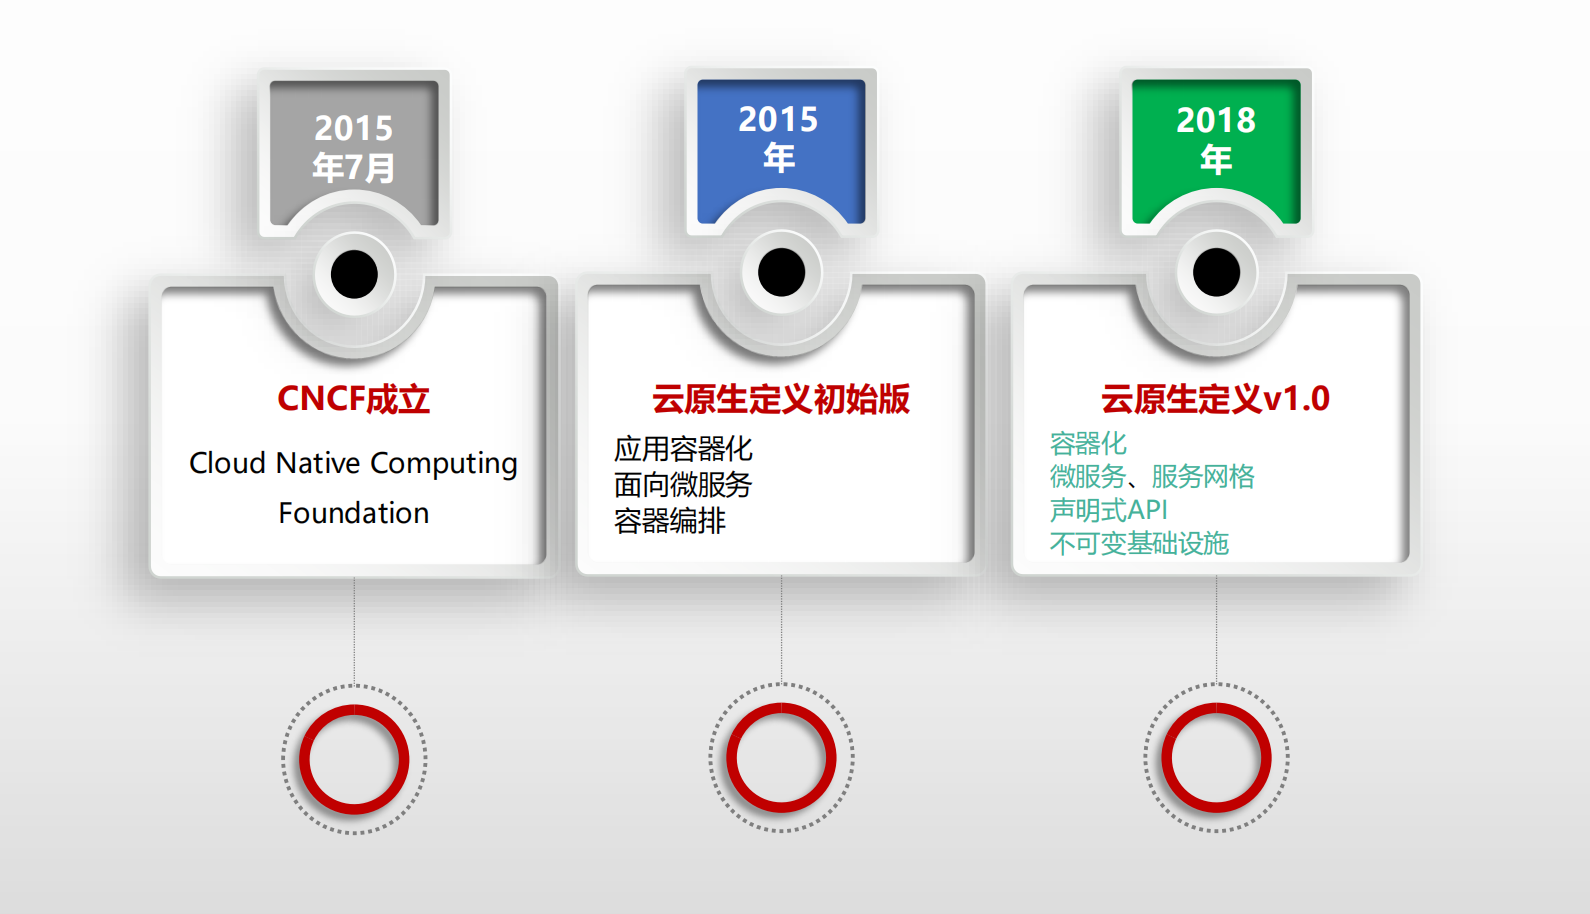 2015
年7月
CNCF成立
Cloud Native Computing
Foundation
2015
年
云原生定义初始版
应用容器化
面向微服务
容器编排
2018
年
云原生定义v1.0
容器化
微服务、服务网格
声明式API
不可变基础设施